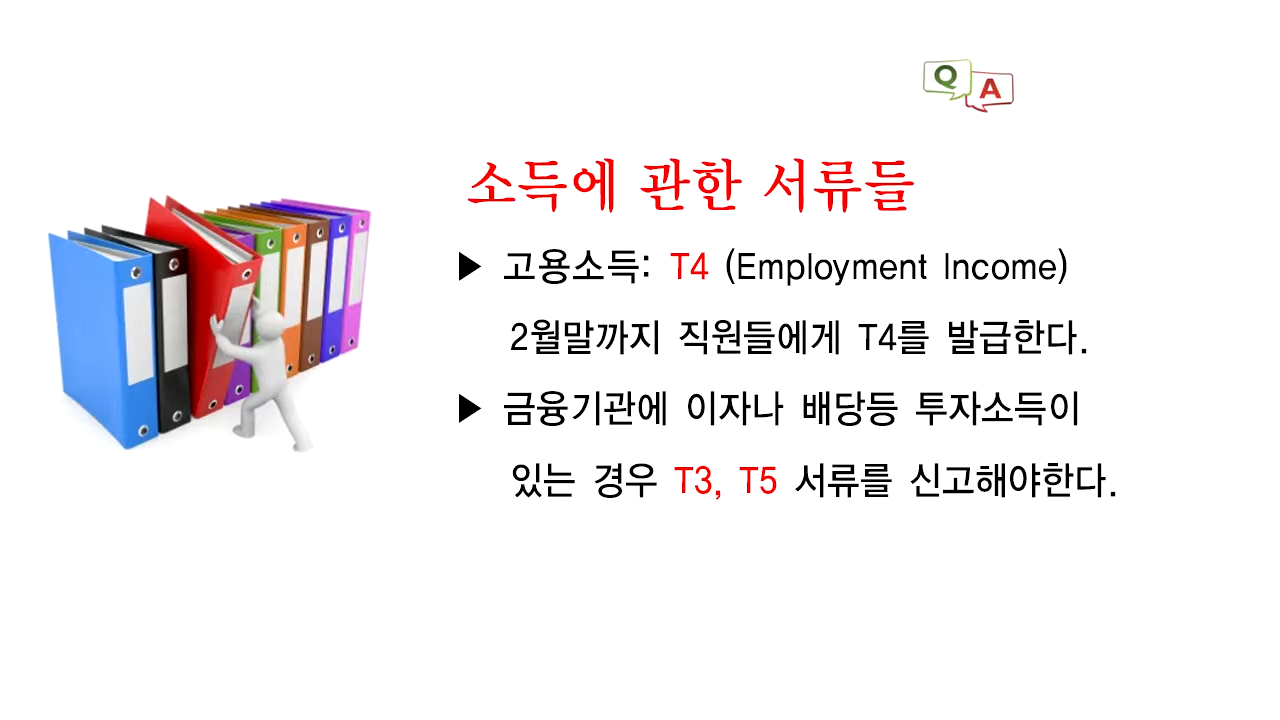 Q A
소득에 관한 서류들
▶ 고용소득: T4 (Employment Income)
2월말까지 직원들에게 T4를 발급한다.
▶ 금융기관에 이자나 배당등 투자소득이
있는 경우 T3, T5 서류를 신고해야한다.